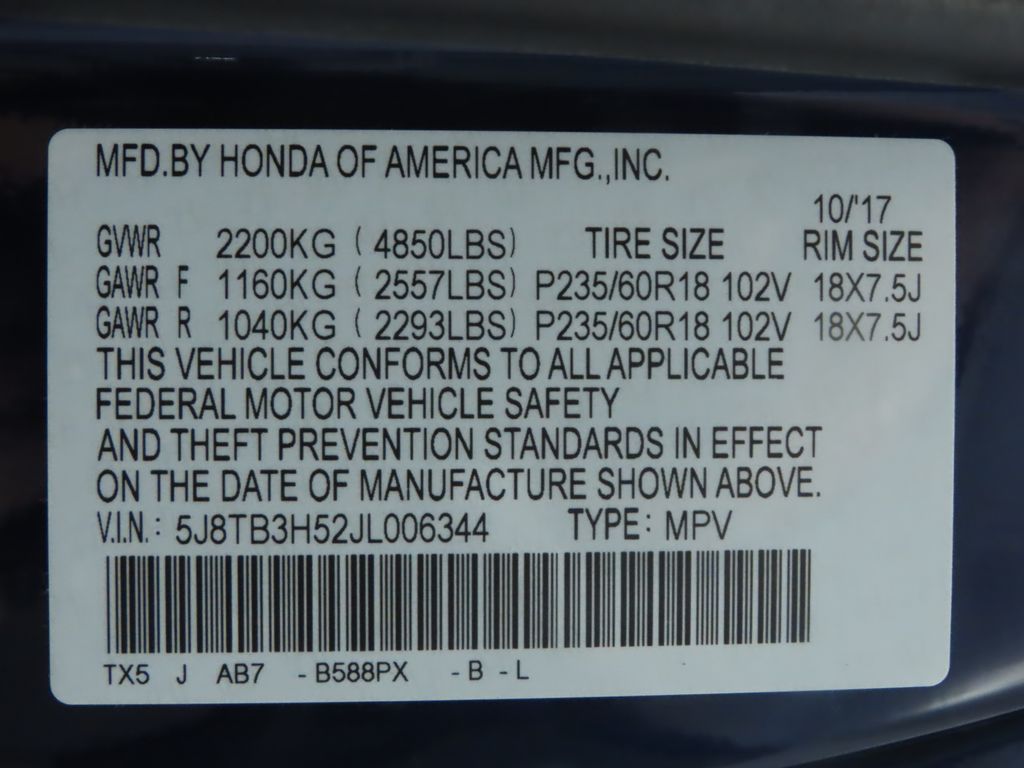 MFD.BY HONDA OF AMERICA MFG.,INC.
10/'17
GVWR 2200KG ( 4850LBS) TIRE SIZE RIM SIZE
GAWR F 1160KG ( 2557LBS) P235/60R18 102V 18X7.5J
GAWR R 1040KG ( 2293LBS) P235/60R18 102V 18X7.5J
THIS VEHICLE CONFORMS TO ALL APPLICABLE
FEDERAL MOTOR VEHICLE SAFETY
AND THEFT PREVENTION STANDARDS IN EFFECT
ON THE DATE OF MANUFACTURE SHOWN ABOVE.
V.I.N.: 5J8TB3H52JL006344 TYPE: MPV
TX5 J AB7 -B588PX -B -L